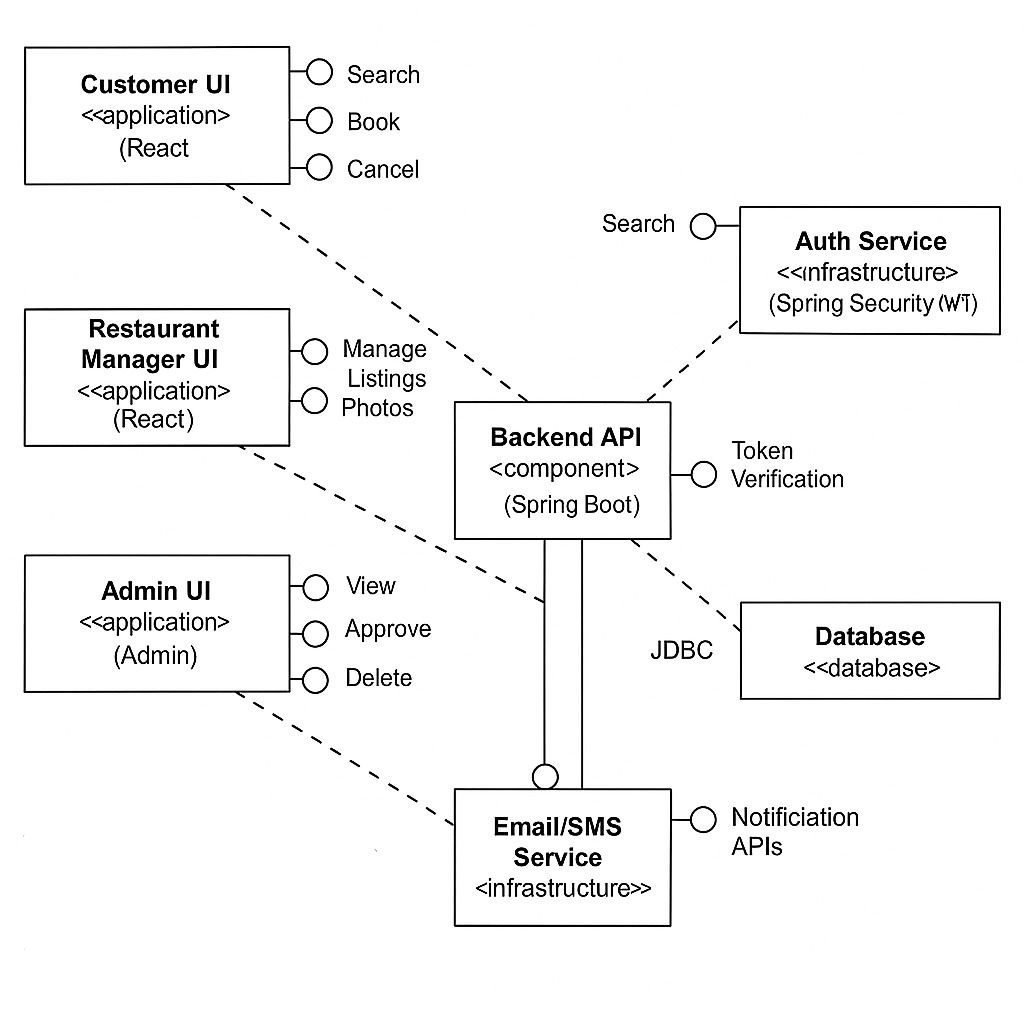 Customer UI
<<application>
(React
Search
Book
Cancel
Search
Auth Service
<<infrastructure>
(Spring Security
Restaurant
Manager UI
<<application>
(React)
Manage
Listings
Photos
Backend API
<component>
(Spring Boot)
Token
Verification
Admin UI
<<application>
(Admin)
View
Approve
Delete
JDBC
Database
<<database>
Email/SMS
Service
<infrastructure>>
Notificiation
APIs